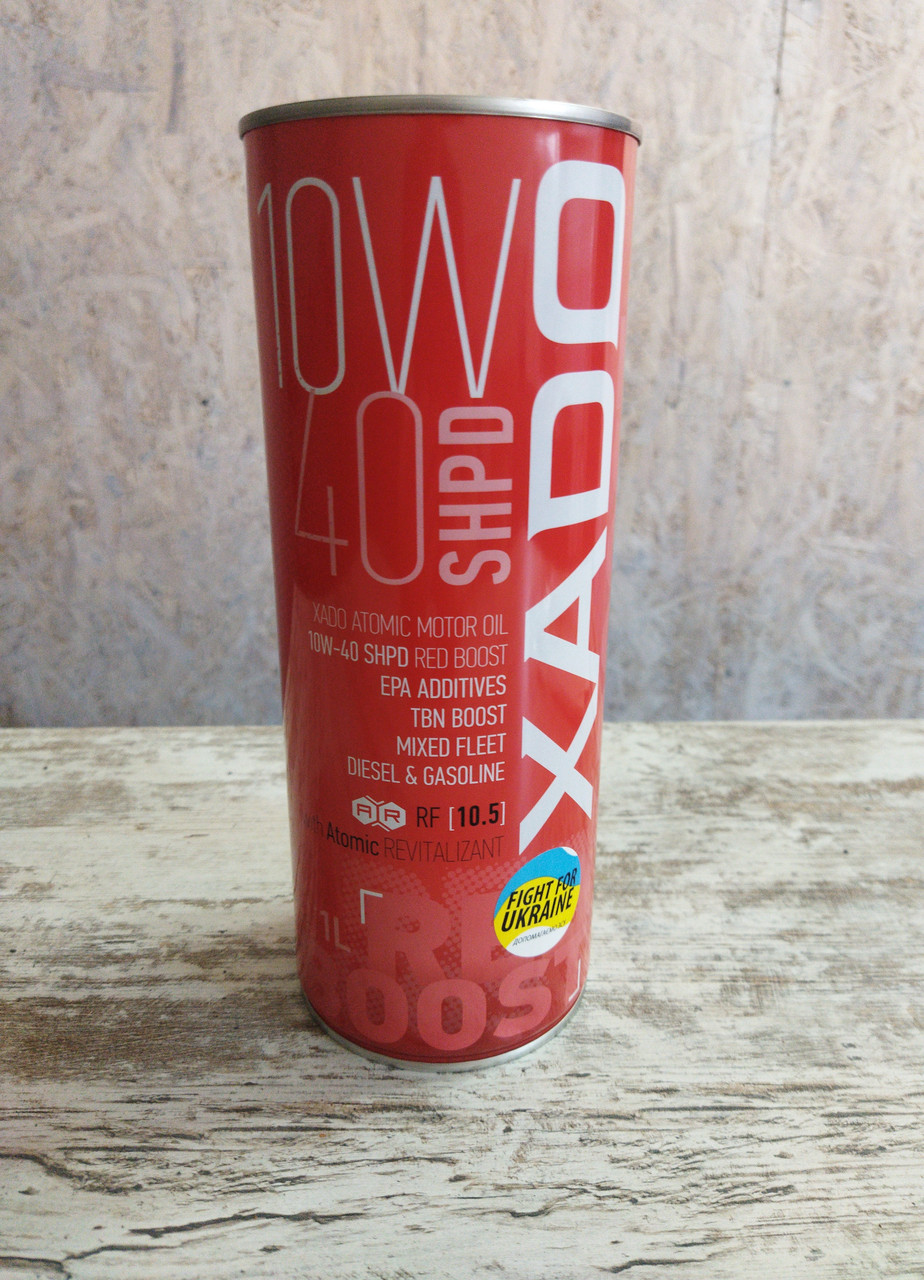 10W
40
SHPD
XADO
XADO ATOMIC MOTOR OIL
10W-40 SHPD RED BOOST
EPA ADDITIVES
TBN BOOST
MIXED FLEET
DIESEL & GASOLINE
AXR RF [10.5]
with Atomic REVITALIZANT
FIGHT FOR
UKRAINE
1L
RED
BOOST